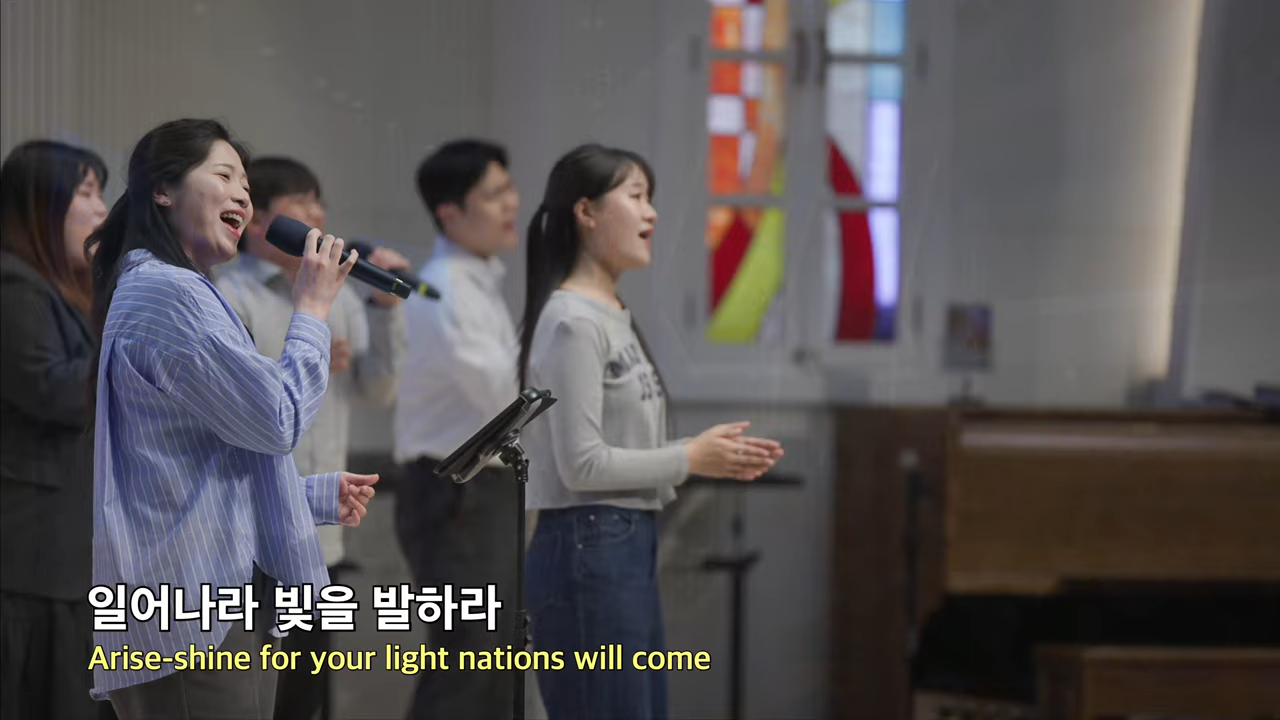 일어나라 빛을 발하라
Arise-shine for your light nations will come